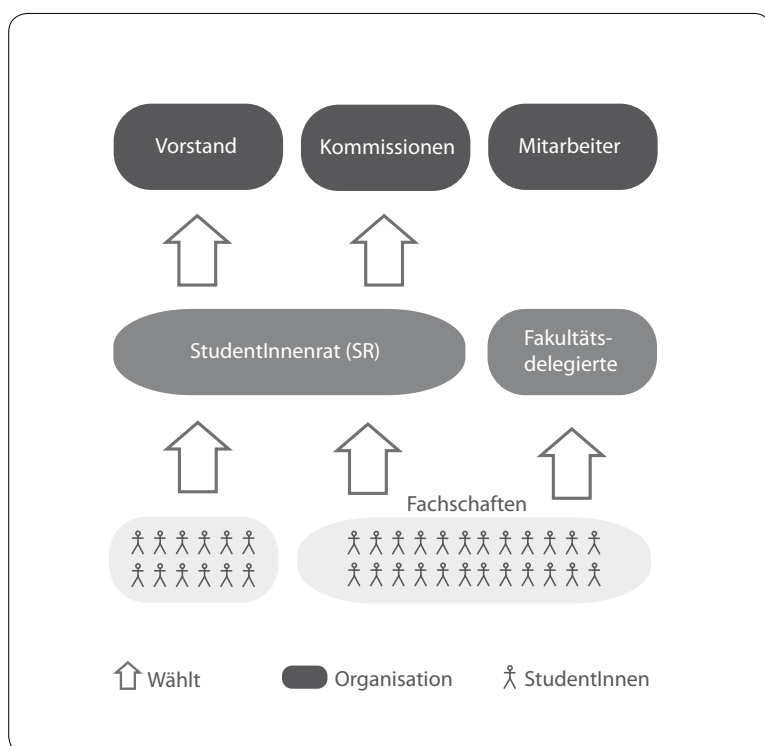 Vorstand
Kommissionen
Mitarbeiter
StudentInnenrat (SR)
Fakultäts-
delegierte
Fachschaften
Wählt
Organisation
StudentInnen